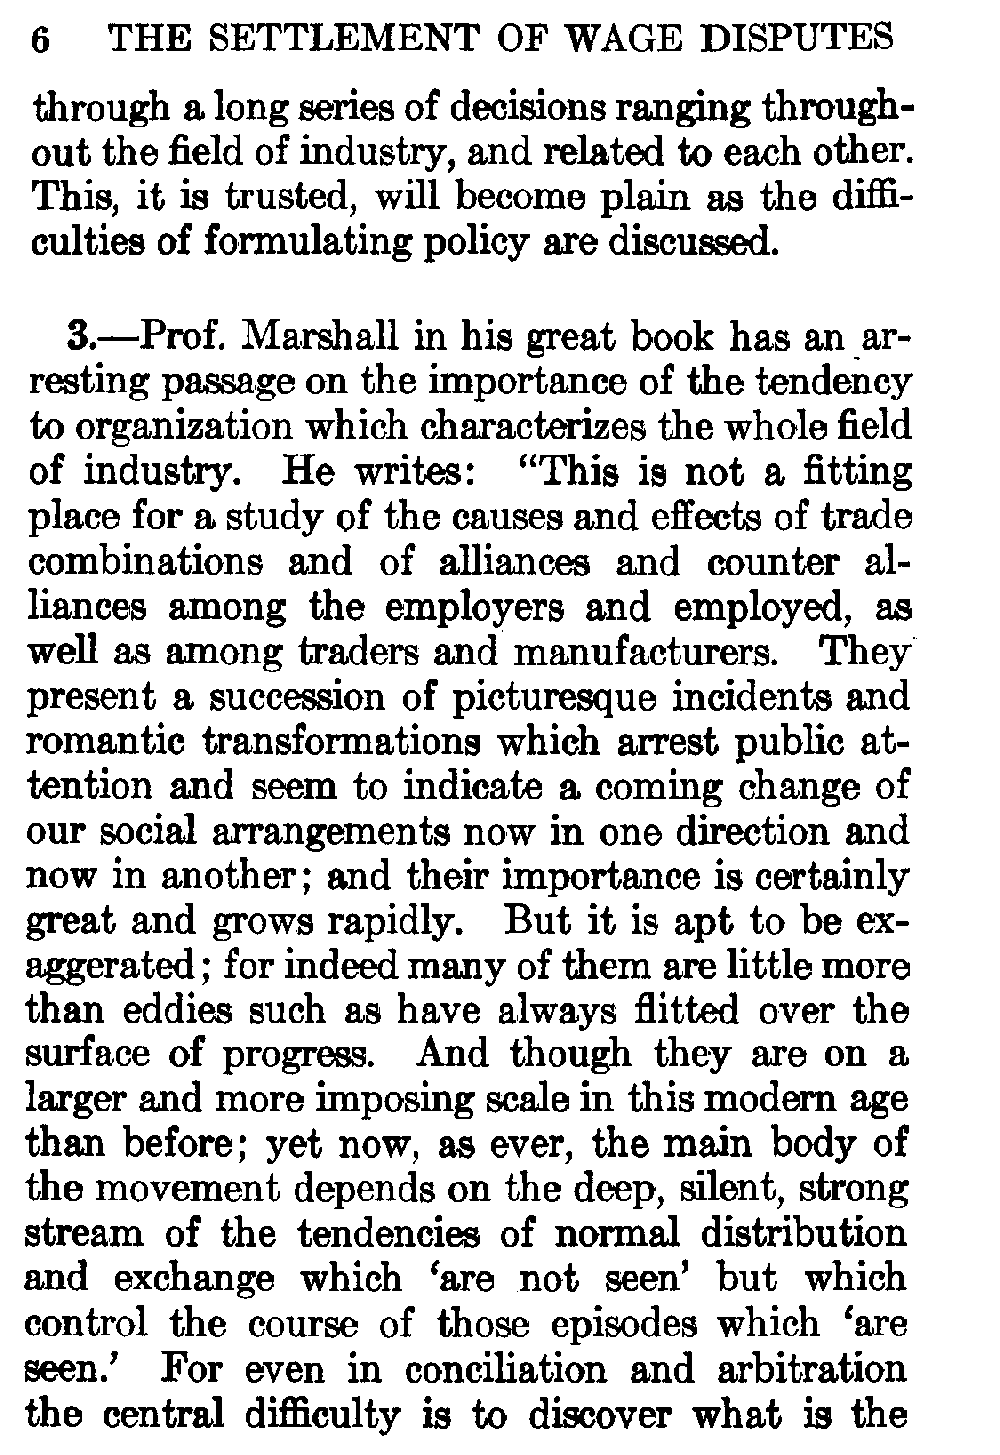 6 THE SETTLEMENT OF WAGE DISPUTES
through a long series of decisions ranging through-
out the field of industry, and related to each other.
This, it is trusted, will become plain as the diffi-
culties of formulating policy are discussed.
3.—Prof. Marshall in his great book has an ar-
resting passage on the importance of the tendency
to organization which characterizes the whole field
of industry. He writes: “This is not a fitting
place for a study of the causes and effects of trade
combinations and of alliances and counter al-
liances among the employers and employed, as
well as among traders and manufacturers. They
present a succession of picturesque incidents and
romantic transformations which arrest public at-
tention and seem to indicate a coming change of
our social arrangements now in one direction and
now in another; and their importance is certainly
great and grows rapidly. But it is apt to be ex-
aggerated; for indeed many of them are little more
than eddies such as have always flitted over the
surface of progress. And though they are on a
larger and more imposing scale in this modern age
than before; yet now, as ever, the main body of
the movement depends on the deep, silent, strong
stream of the tendencies of normal distribution
and exchange which ‘are not seen’ but which
control the course of those episodes which ‘are
seen.’ For even in conciliation and arbitration
the central difficulty is to discover what is the